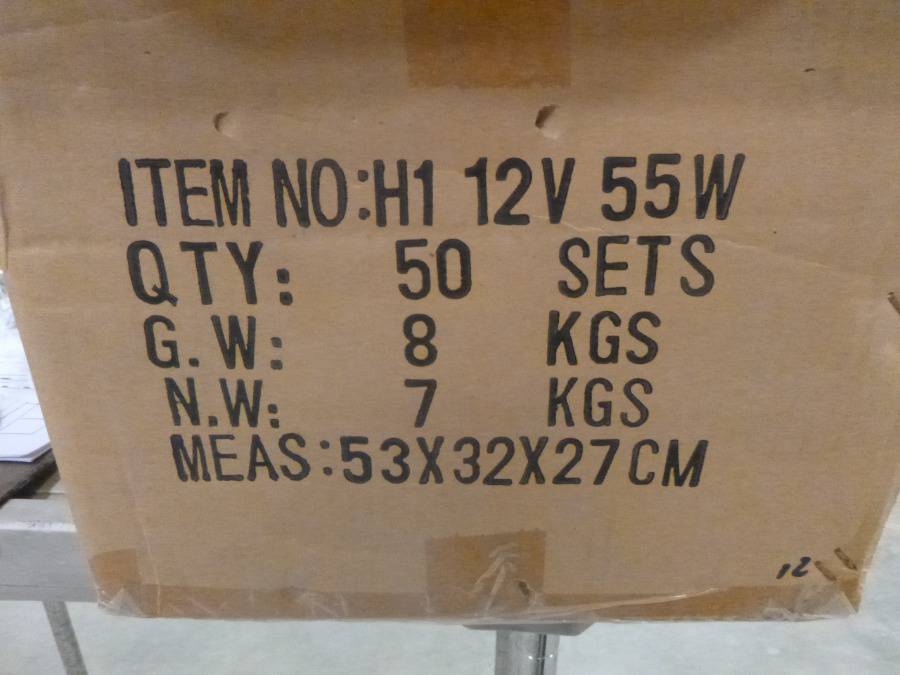 ITEM NO:H1 12V 55W
QTY: 50 SETS
G.W: 8 KGS
N.W: 7 KGS
MEAS:53X32X27CM
12